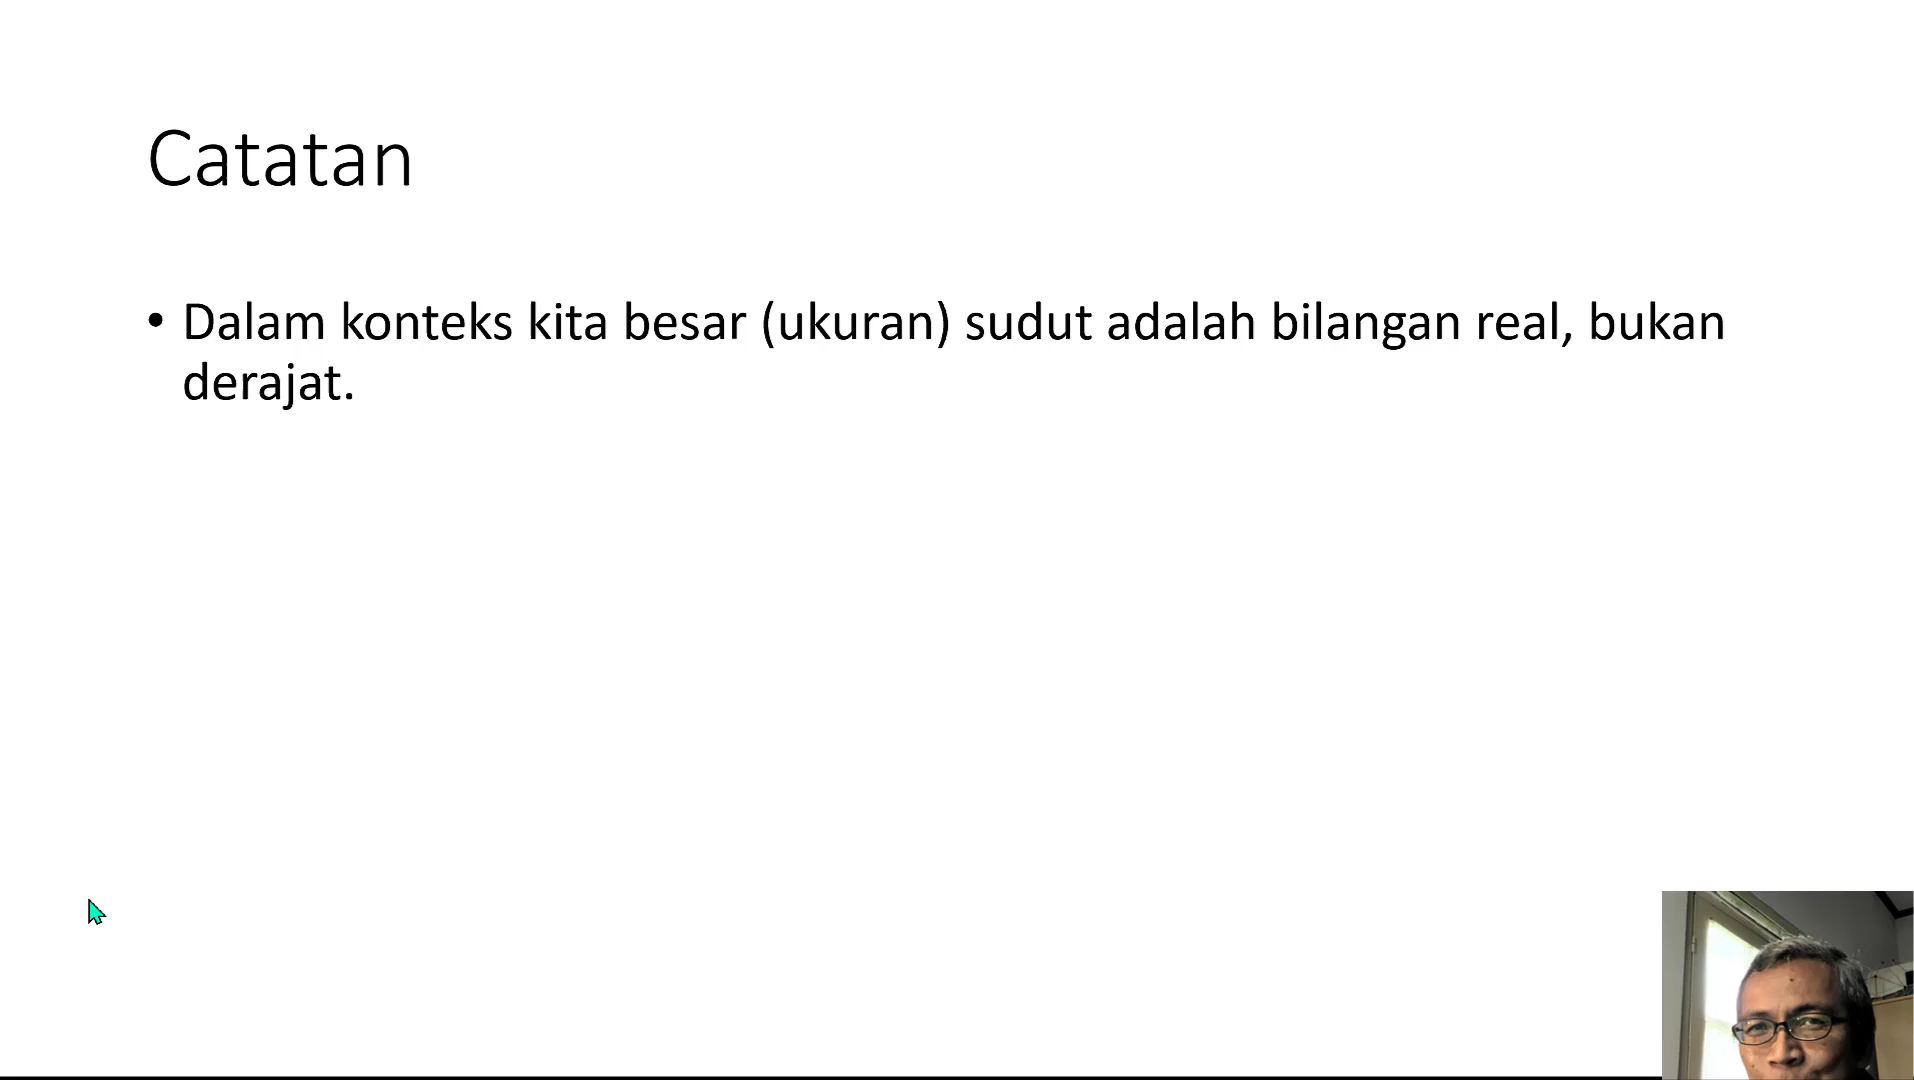 Catatan
• Dalam konteks kita besar (ukuran) sudut adalah bilangan real, bukan
derajat.